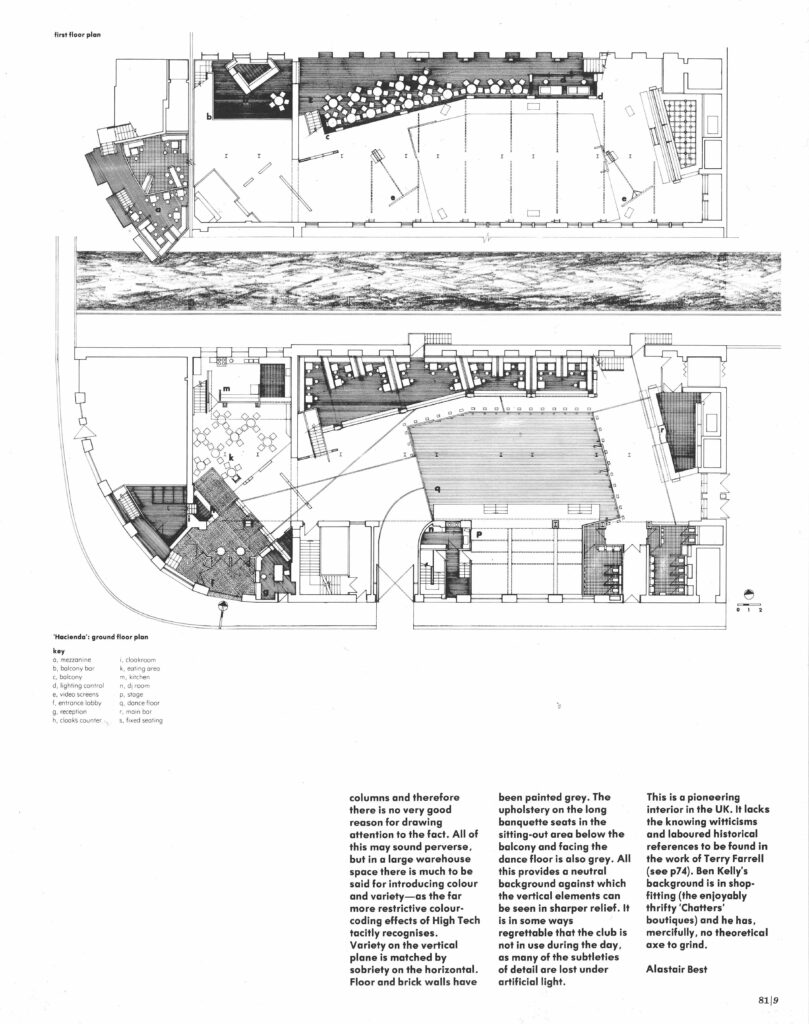 first floor plan
b
c
d
a
e
e
m
k
r
q
n
p
f
g
0 1 2
'Hacienda': ground floor plan
key
a, mezzanine
b, balcony bar
c, balcony
d, lighting control
e, video screens
f, entrance lobby
g, reception
h, cloaks counter
i, cloakroom
k, eating area
m, kitchen
n, dj room
p, stage
q, dance floor
r, main bar
s, fixed seating
columns and therefore
there is no very good
reason for drawing
attention to the fact. All of
this may sound perverse,
but in a large warehouse
space there is much to be
said for introducing colour
and variety—as the far
more restrictive colour-
coding effects of High Tech
tacitly recognises.
Variety on the vertical
plane is matched by
sobriety on the horizontal.
Floor and brick walls have
been painted grey. The
upholstery on the long
banquette seats in the
sitting-out area below the
balcony and facing the
dance floor is also grey. All
this provides a neutral
background against which
the vertical elements can
be seen in sharper relief. It
is in some ways
regrettable that the club is
not in use during the day,
as many of the subtleties
of detail are lost under
artificial light.
This is a pioneering
interior in the UK. It lacks
the knowing witticisms
and laboured historical
references to be found in
the work of Terry Farrell
(see p74). Ben Kelly's
background is in shop-
fitting (the enjoyably
thrifty 'Chatters'
boutiques) and he has,
mercifully, no theoretical
axe to grind.
Alastair Best
81|9